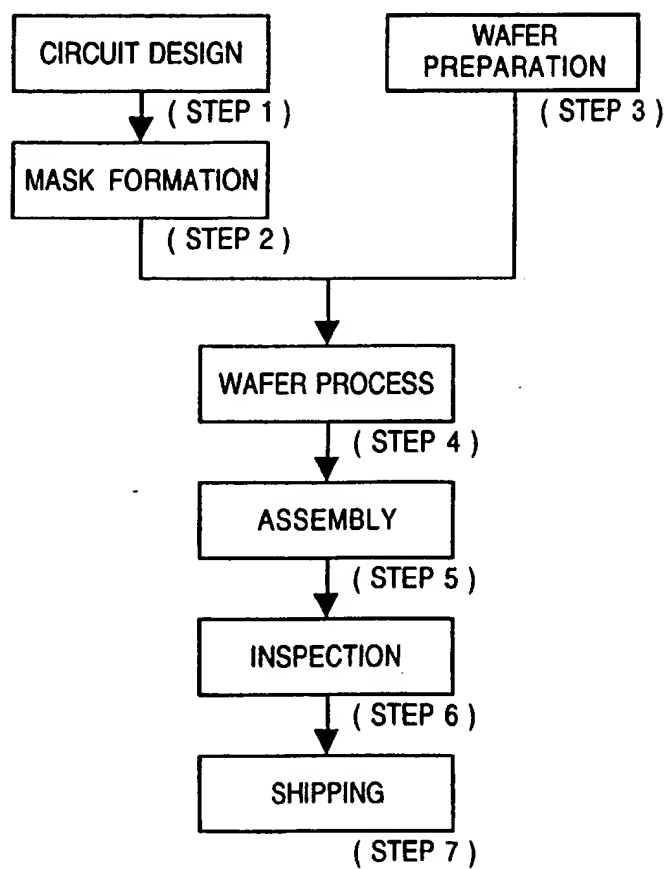 CIRCUIT DESIGN
( STEP 1 )
MASK FORMATION
( STEP 2 )
WAFER
PREPARATION
( STEP 3 )
WAFER PROCESS
( STEP 4 )
ASSEMBLY
( STEP 5 )
INSPECTION
( STEP 6 )
SHIPPING
( STEP 7 )